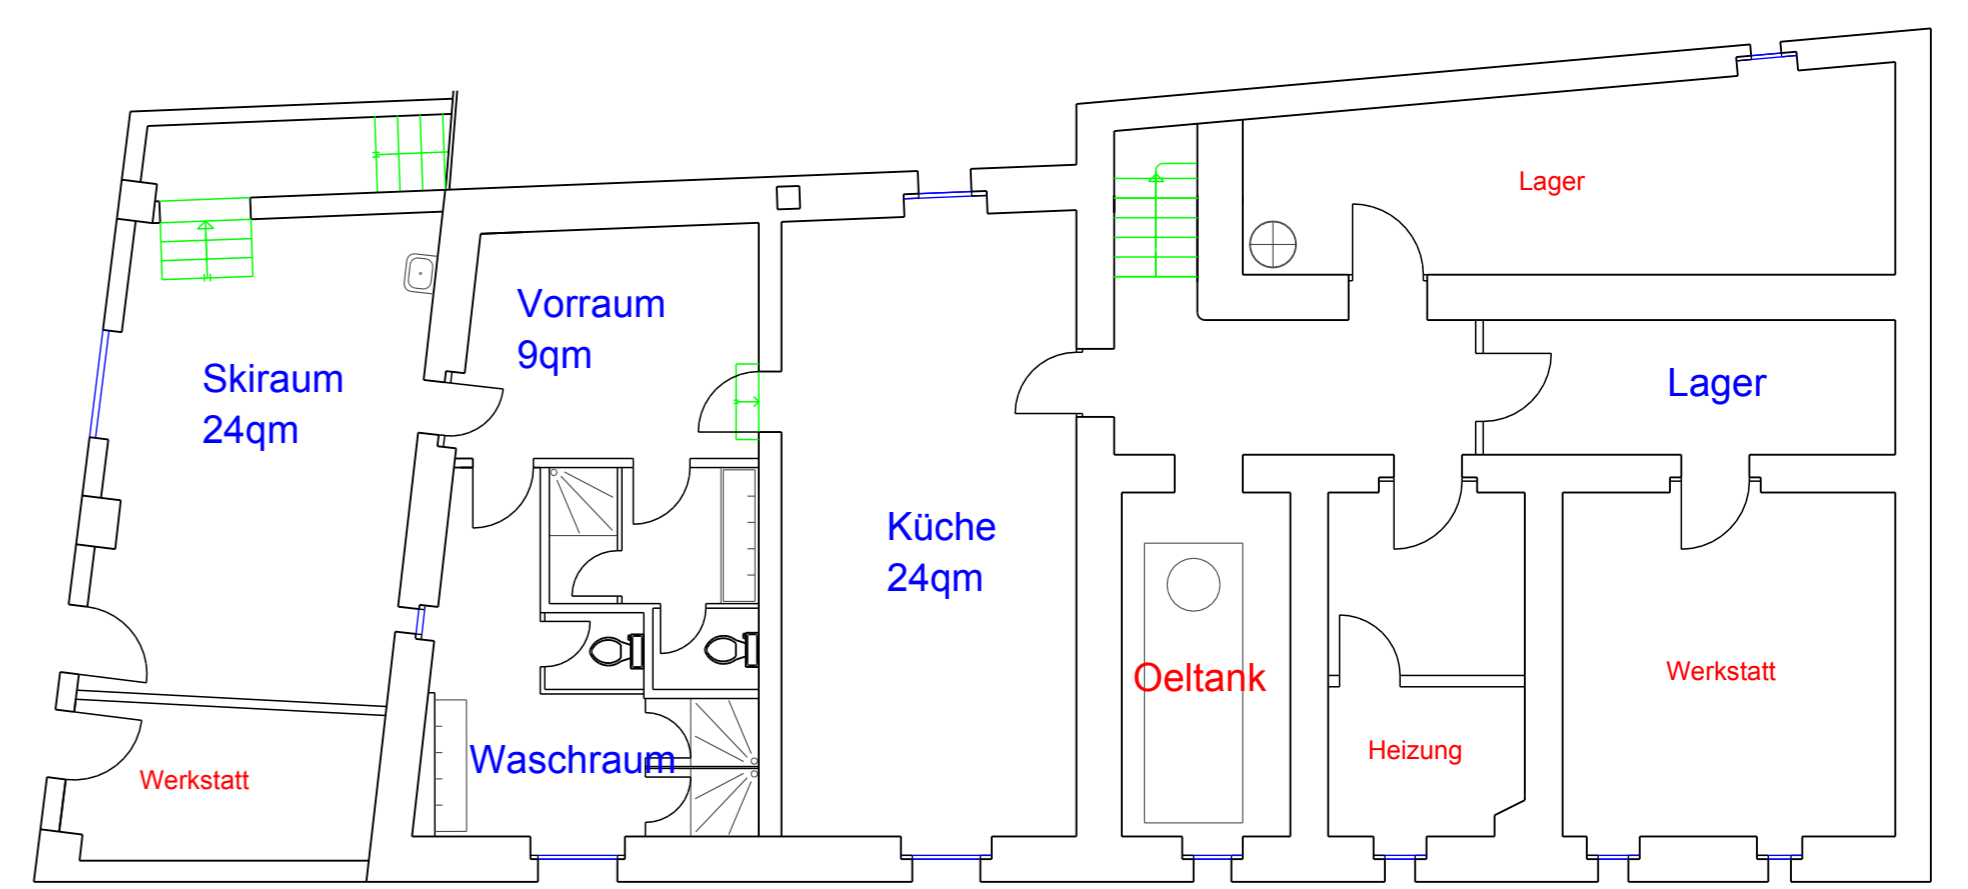 Lager
Vorraum
9qm
Skiraum
24qm
Lager
Küche
24qm
Oeltank
Werkstatt
Waschraum
Heizung
Werkstatt